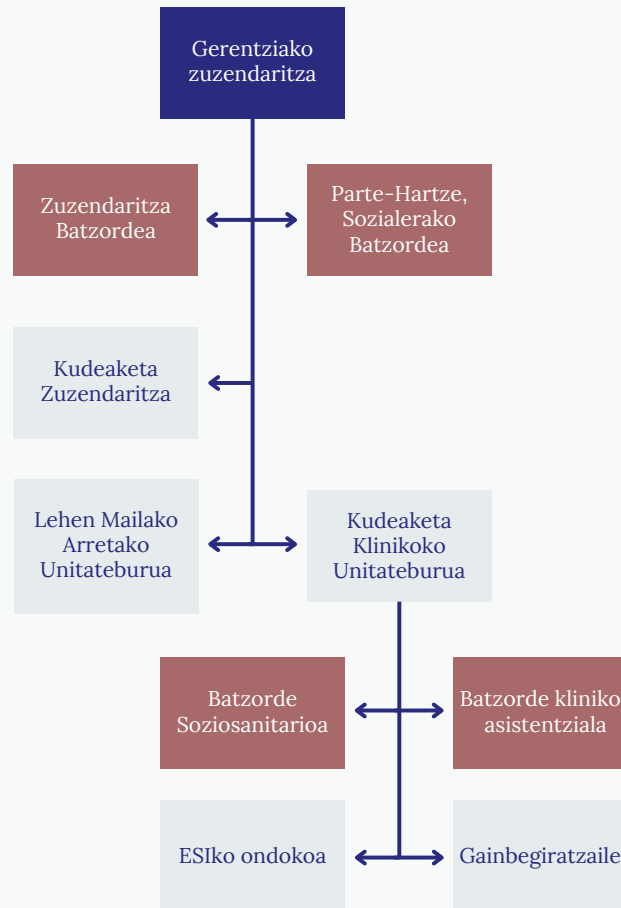 Gerentziako
zuzendaritza
Zuzendaritza
Batzordea
Parte-Hartze,
Sozialerako
Batzordea
Kudeaketa
Zuzendaritza
Lehen Mailako
Arretako
Unitateburua
Kudeaketa
Klinikoko
Unitateburua
Batzorde
Soziosanitarioa
Batzorde kliniko
asistentziala
ESIko ondokoa
Gainbegiratzaile